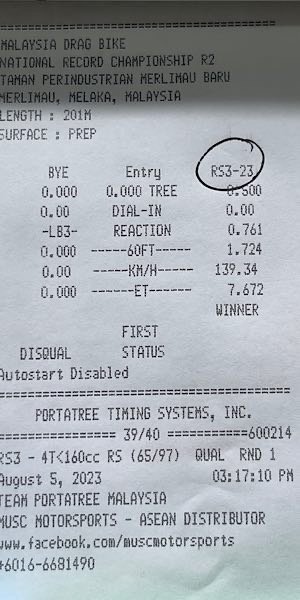 MALAYSIA DRAG BIKE
NATIONAL RECORD CHAMPIONSHIP R2
TAMAN PERINDUSTRIAN MERLIMAU BARU
MERLIMAU, MELAKA, MALAYSIA
LENGTH : 201M
SURFACE : PREP
BYE Entry RS3-23
0.000 0.000 TREE 0.500
0.00 DIAL-IN 0.00
-LB3- REACTION 0.761
0.000 ------60FT------ 1.724
0.00 ------KM/H------ 139.34
0.000 -------ET------- 7.672
WINNER
FIRST
DISQUAL STATUS
Autostart Disabled
PORTATREE TIMING SYSTEMS, INC.
================ 39/40 ============600214
RS3 - 4T<160cc RS (65/97) QUAL RND 1
August 5, 2023 03:17:10 PM
TEAM PORTATREE MALAYSIA
MUSC MOTORSPORTS - ASEAN DISTRIBUTOR
www.facebook.com/muscmotorsports
+6016-6681490